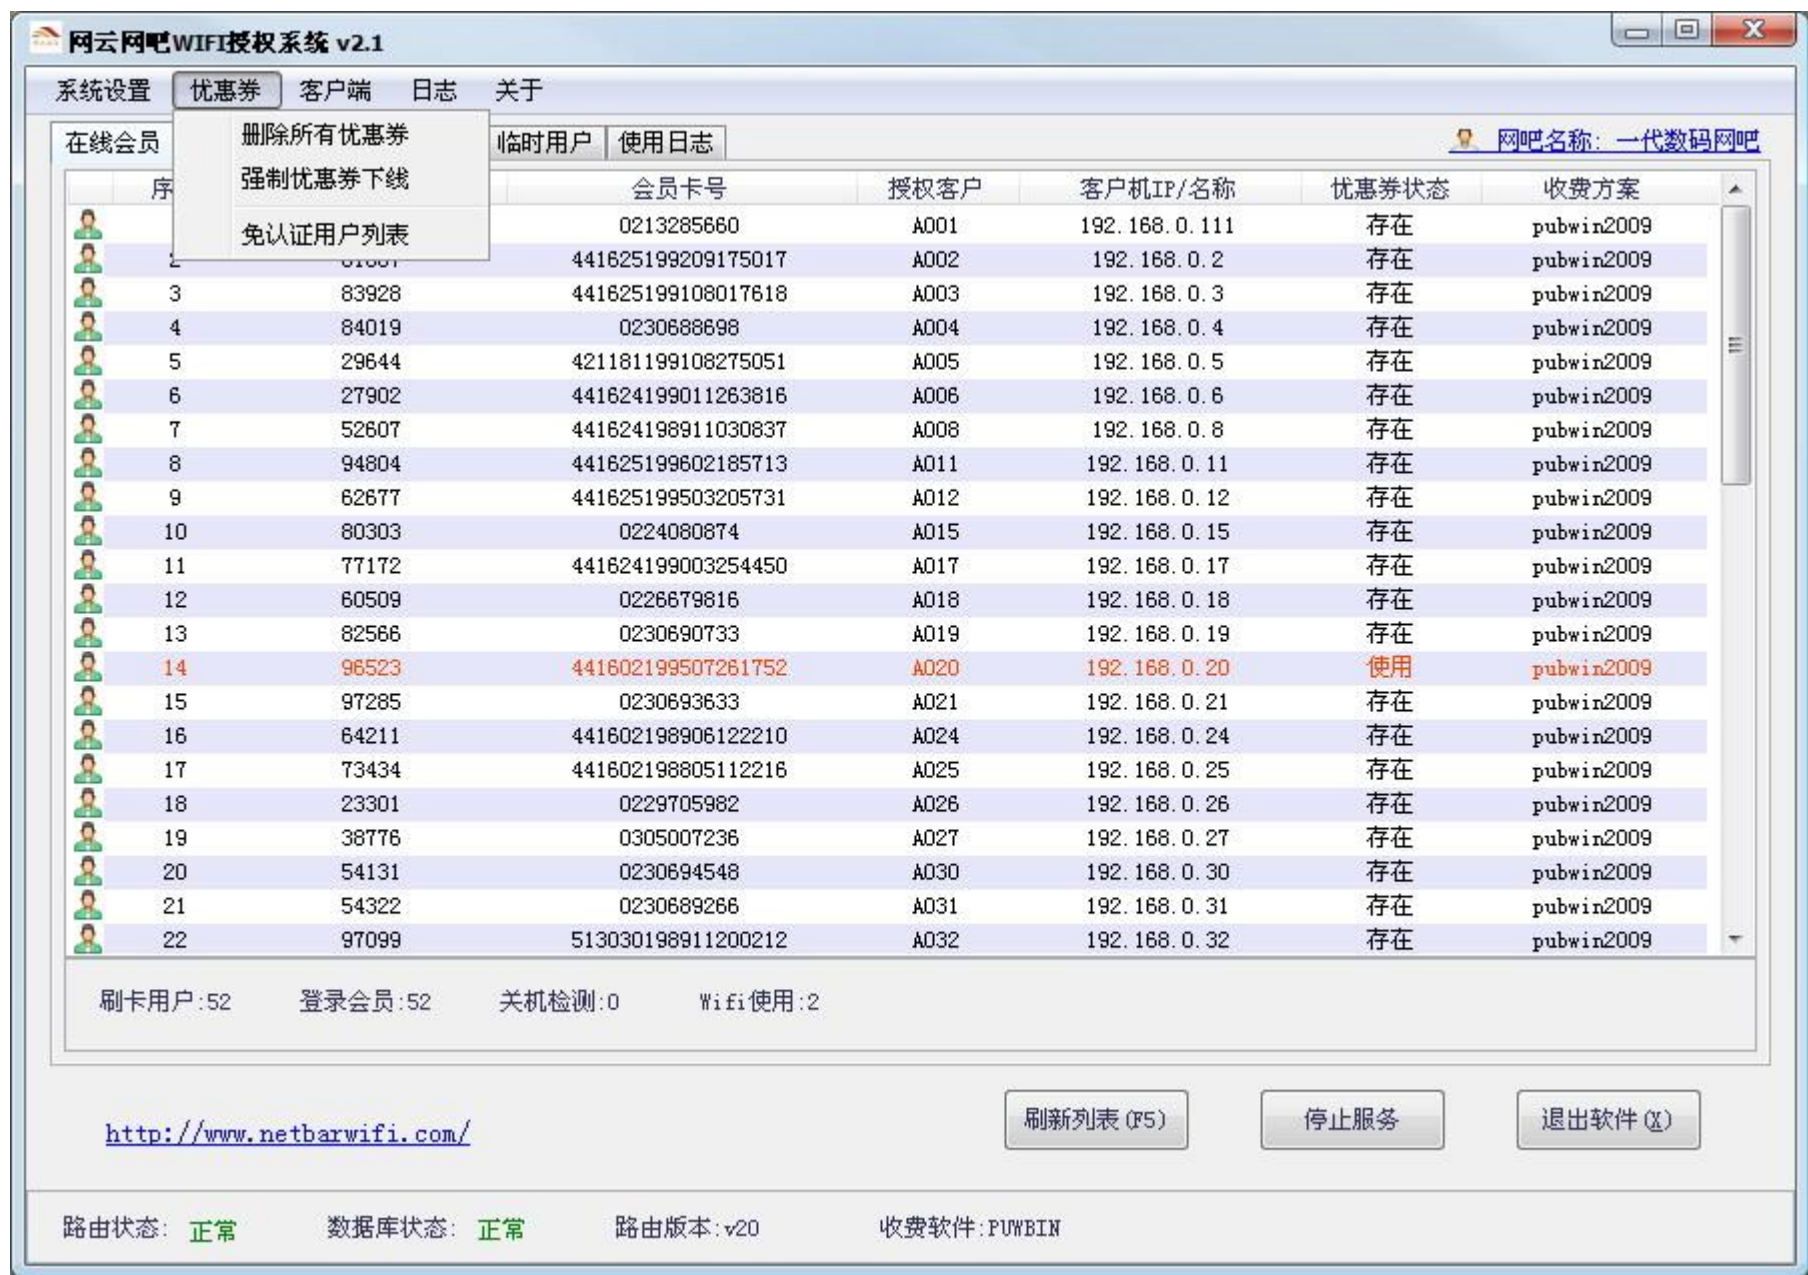 网云网吧WIFI授权系统 v2.1
系统设置 优惠券 客户端 日志 关于
删除所有优惠券
强制优惠券下线
免认证用户列表
在线会员 临时用户 使用日志 网吧名称: 一代数码网吧
会员卡号 授权客户 客户机IP/名称 优惠券状态 收费方案
0213285660 A001 192.168.0.111 存在 pubwin2009
441625199209175017 A002 192.168.0.2 存在 pubwin2009
3 83928 441625199108017618 A003 192.168.0.3 存在 pubwin2009
4 84019 0230688698 A004 192.168.0.4 存在 pubwin2009
5 29644 421181199108275051 A005 192.168.0.5 存在 pubwin2009
6 27902 441624199011263816 A006 192.168.0.6 存在 pubwin2009
7 52607 441624198911030837 A008 192.168.0.8 存在 pubwin2009
8 94804 441625199602185713 A011 192.168.0.11 存在 pubwin2009
9 62677 441625199503205731 A012 192.168.0.12 存在 pubwin2009
10 80303 0224080874 A015 192.168.0.15 存在 pubwin2009
11 77172 441624199003254450 A017 192.168.0.17 存在 pubwin2009
12 60509 0226679816 A018 192.168.0.18 存在 pubwin2009
13 82566 0230690733 A019 192.168.0.19 存在 pubwin2009
14 96523 441602199507261752 A020 192.168.0.20 使用 pubwin2009
15 97285 0230693633 A021 192.168.0.21 存在 pubwin2009
16 64211 441602198906122210 A024 192.168.0.24 存在 pubwin2009
17 73434 441602198805112216 A025 192.168.0.25 存在 pubwin2009
18 23301 0229705982 A026 192.168.0.26 存在 pubwin2009
19 38776 0305007236 A027 192.168.0.27 存在 pubwin2009
20 54131 0230694548 A030 192.168.0.30 存在 pubwin2009
21 54322 0230689266 A031 192.168.0.31 存在 pubwin2009
22 97099 513030198911200212 A032 192.168.0.32 存在 pubwin2009
刷卡用户:52 登录会员:52 关机检测:0 Wifi使用:2
http://www.netbarwifi.com/ 刷新列表(F5) 停止服务 退出软件(X)
路由状态: 正常 数据库状态: 正常 路由版本:v20 收费软件:PUWBIN